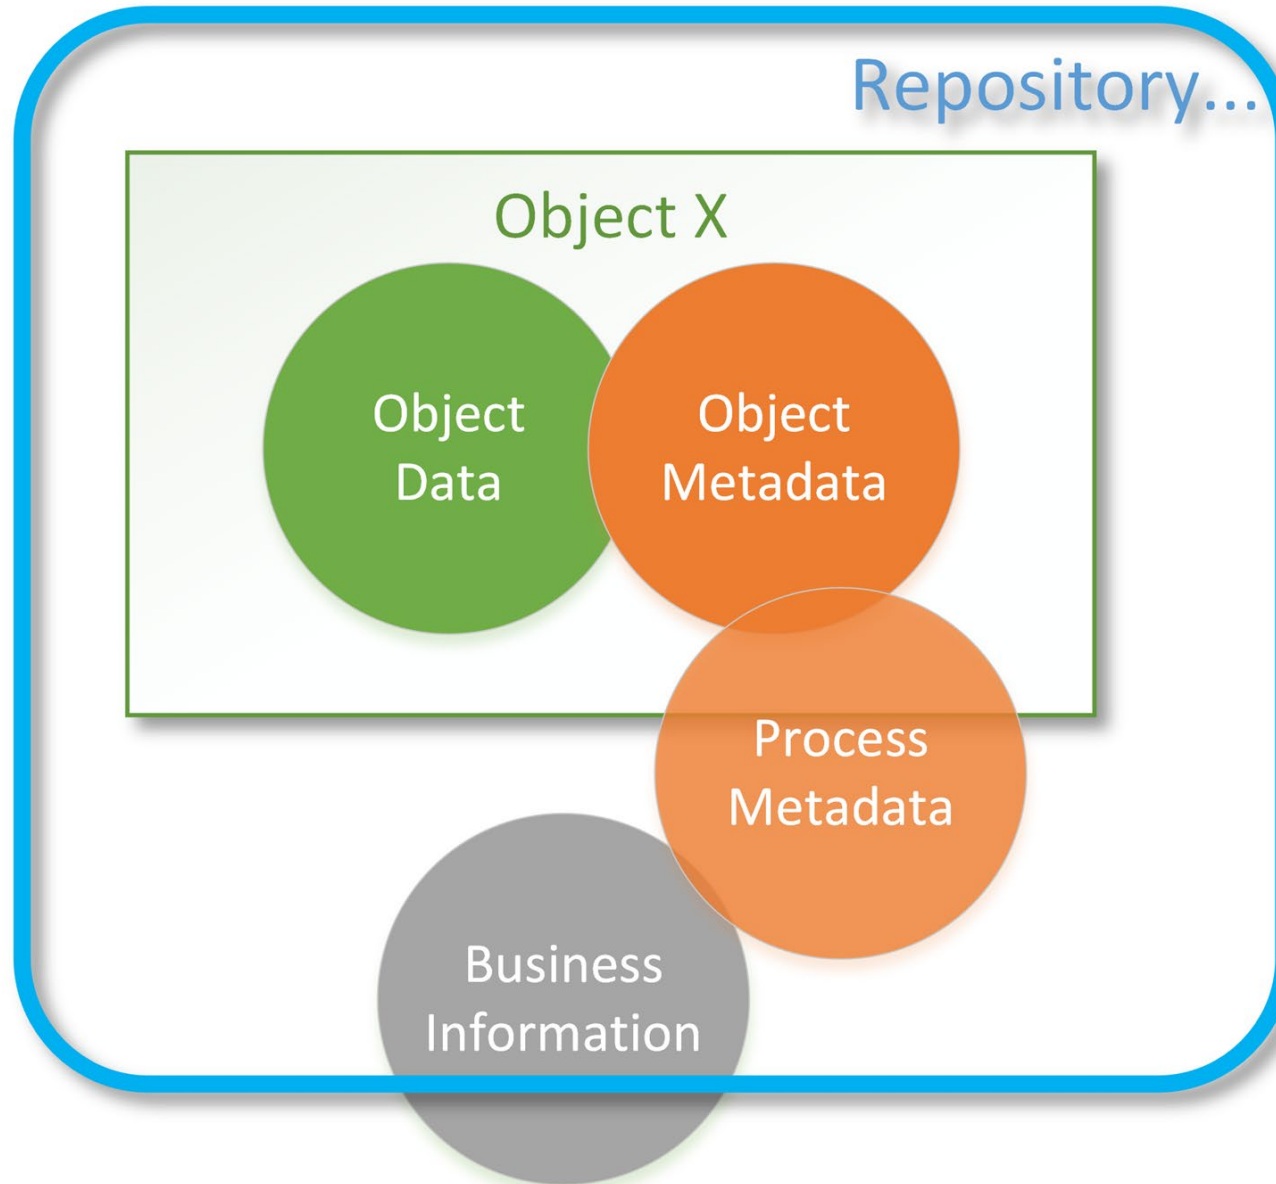 Repository...
Object X
Object
Data
Object
Metadata
Process
Metadata
Business
Information